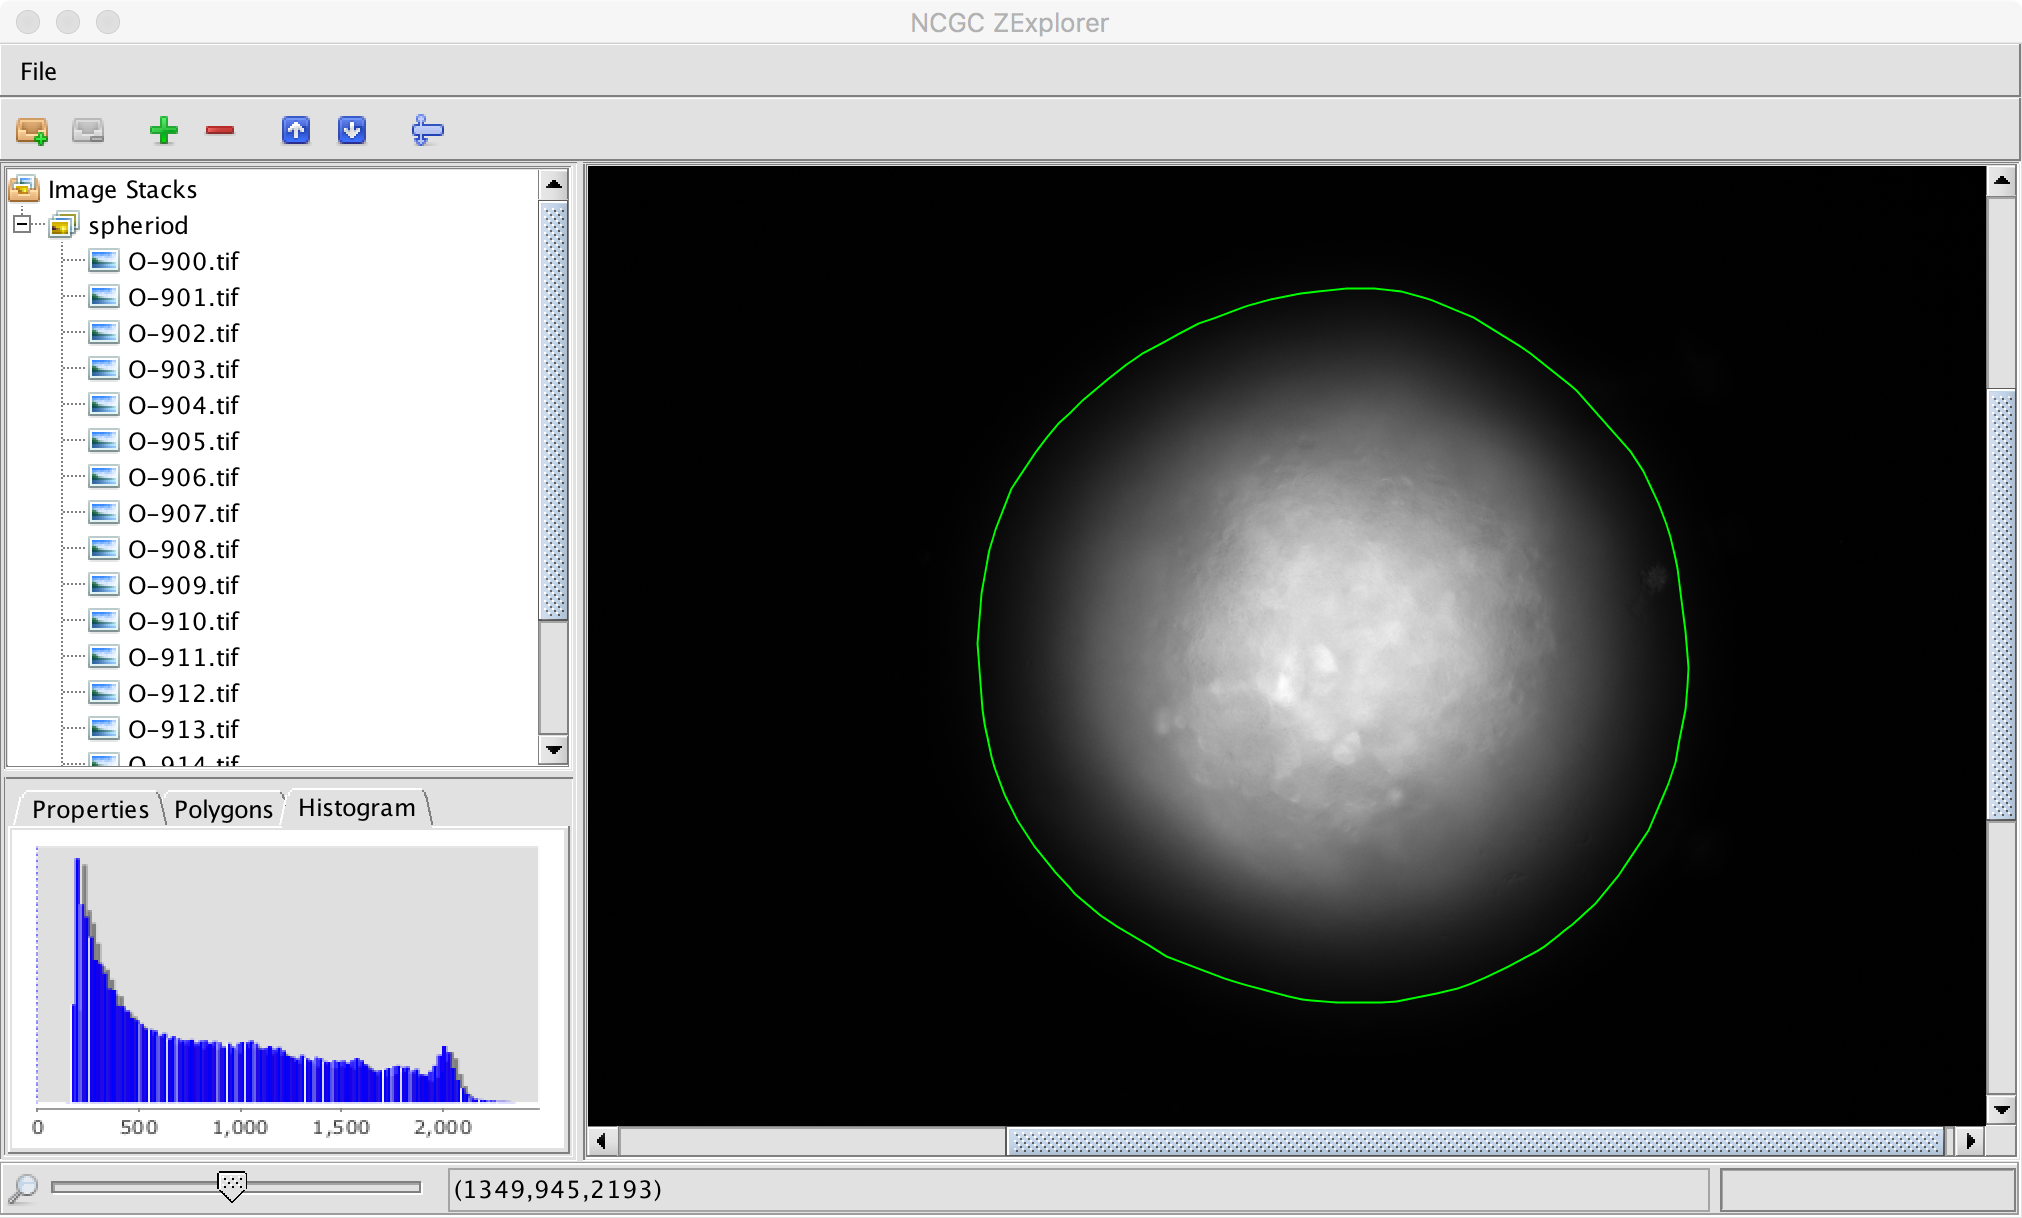 NCGC ZExplorer
File
Image Stacks
spheriod
O-900.tif
O-901.tif
O-902.tif
O-903.tif
O-904.tif
O-905.tif
O-906.tif
O-907.tif
O-908.tif
O-909.tif
O-910.tif
O-911.tif
O-912.tif
O-913.tif
O-914.tif
Properties Polygons Histogram
0 500 1,000 1,500 2,000
(1349,945,2193)